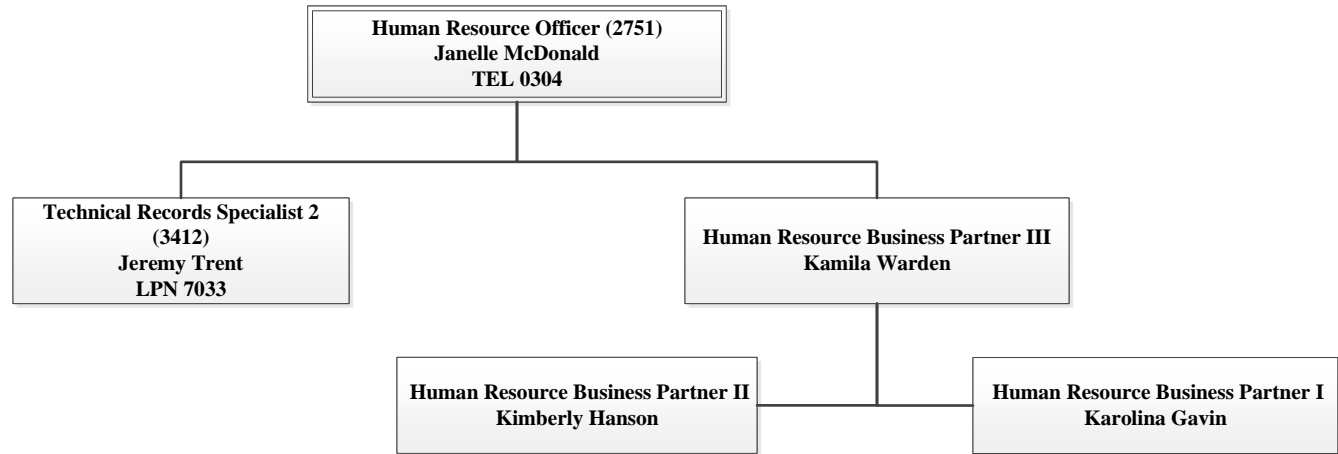 Human Resource Officer (2751)
Janelle McDonald
TEL 0304
Technical Records Specialist 2
(3412)
Jeremy Trent
LPN 7033
Human Resource Business Partner III
Kamila Warden
Human Resource Business Partner II
Kimberly Hanson
Human Resource Business Partner I
Karolina Gavin